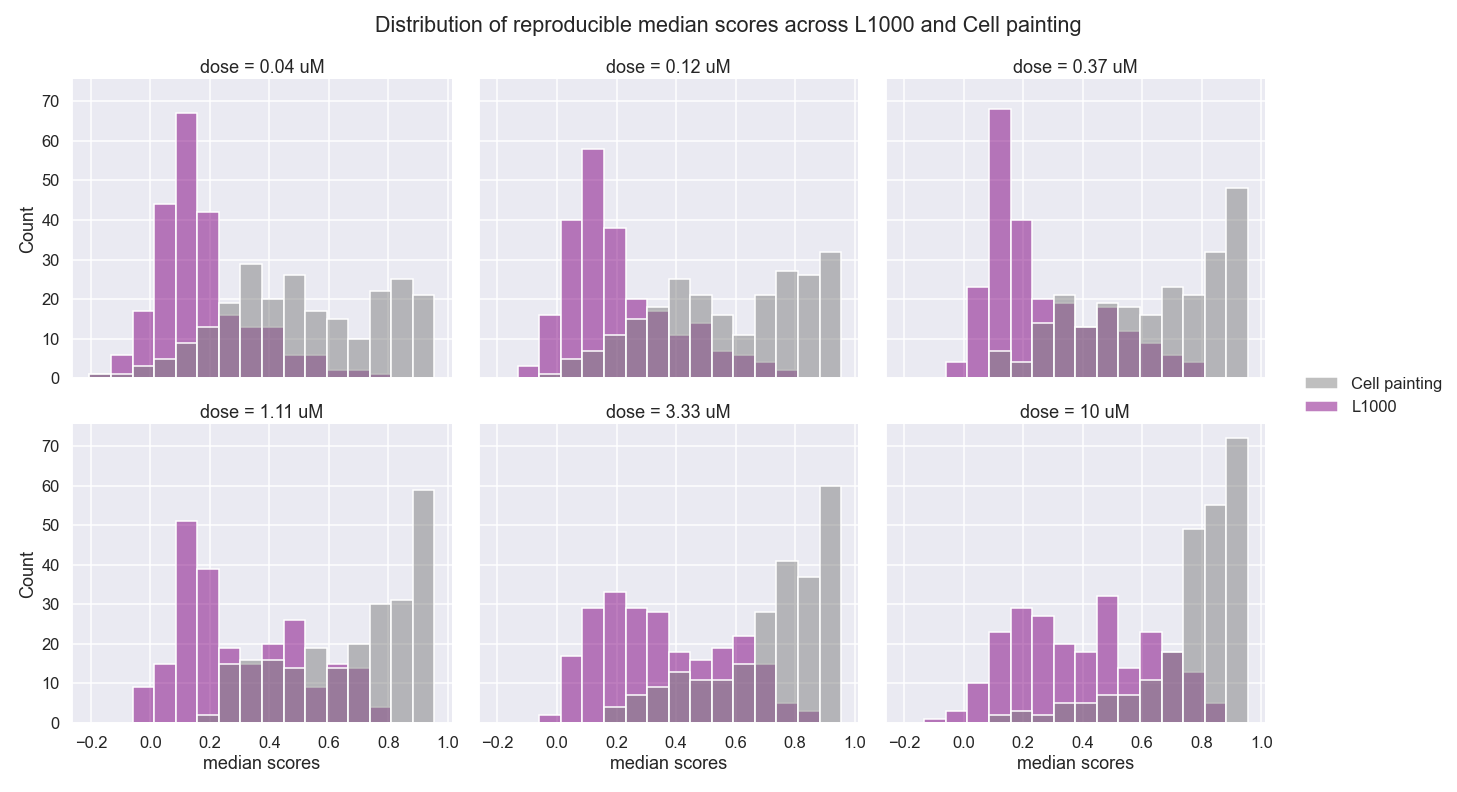 Distribution of reproducible median scores across L1000 and Cell painting
dose = 0.04 uM
dose = 0.12 uM
dose = 0.37 uM
70
60
50
40
30
20
10
0
Count
Cell painting
L1000
dose = 1.11 uM
dose = 3.33 uM
dose = 10 uM
70
60
50
40
30
20
10
0
Count
−0.2 0.0 0.2 0.4 0.6 0.8 1.0
−0.2 0.0 0.2 0.4 0.6 0.8 1.0
−0.2 0.0 0.2 0.4 0.6 0.8 1.0
median scores
median scores
median scores